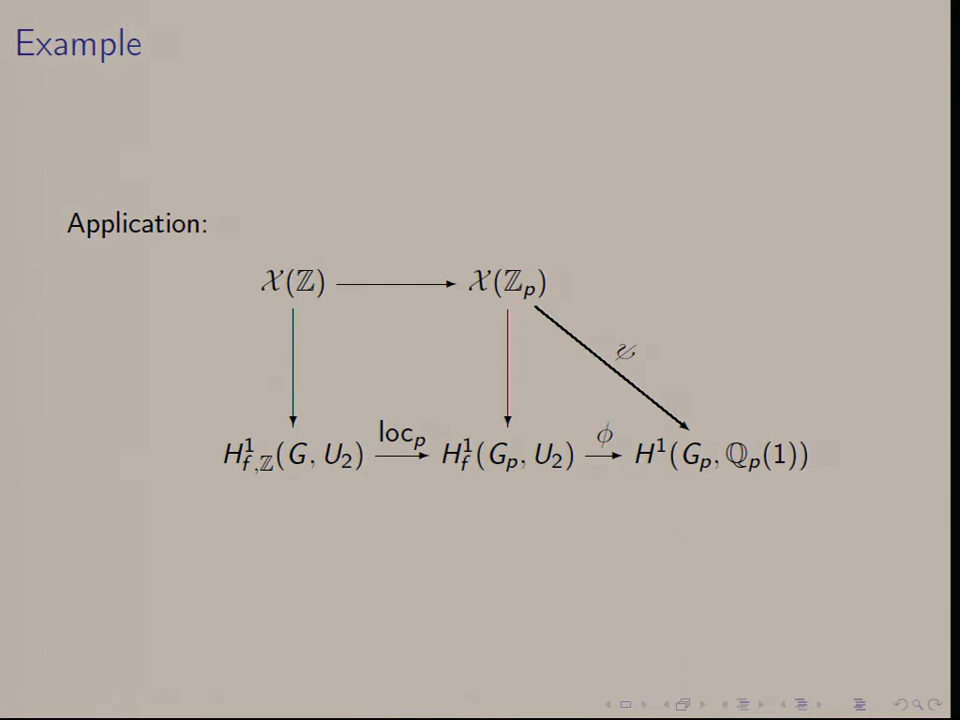 Example
Application:
𝒳(ℤ) → 𝒳(ℤ_p)
ψ
loc_p φ
H^1_{f,ℤ}(G, U_2) → H^1_f(G_p, U_2) → H^1(G_p, ℚ_p(1))